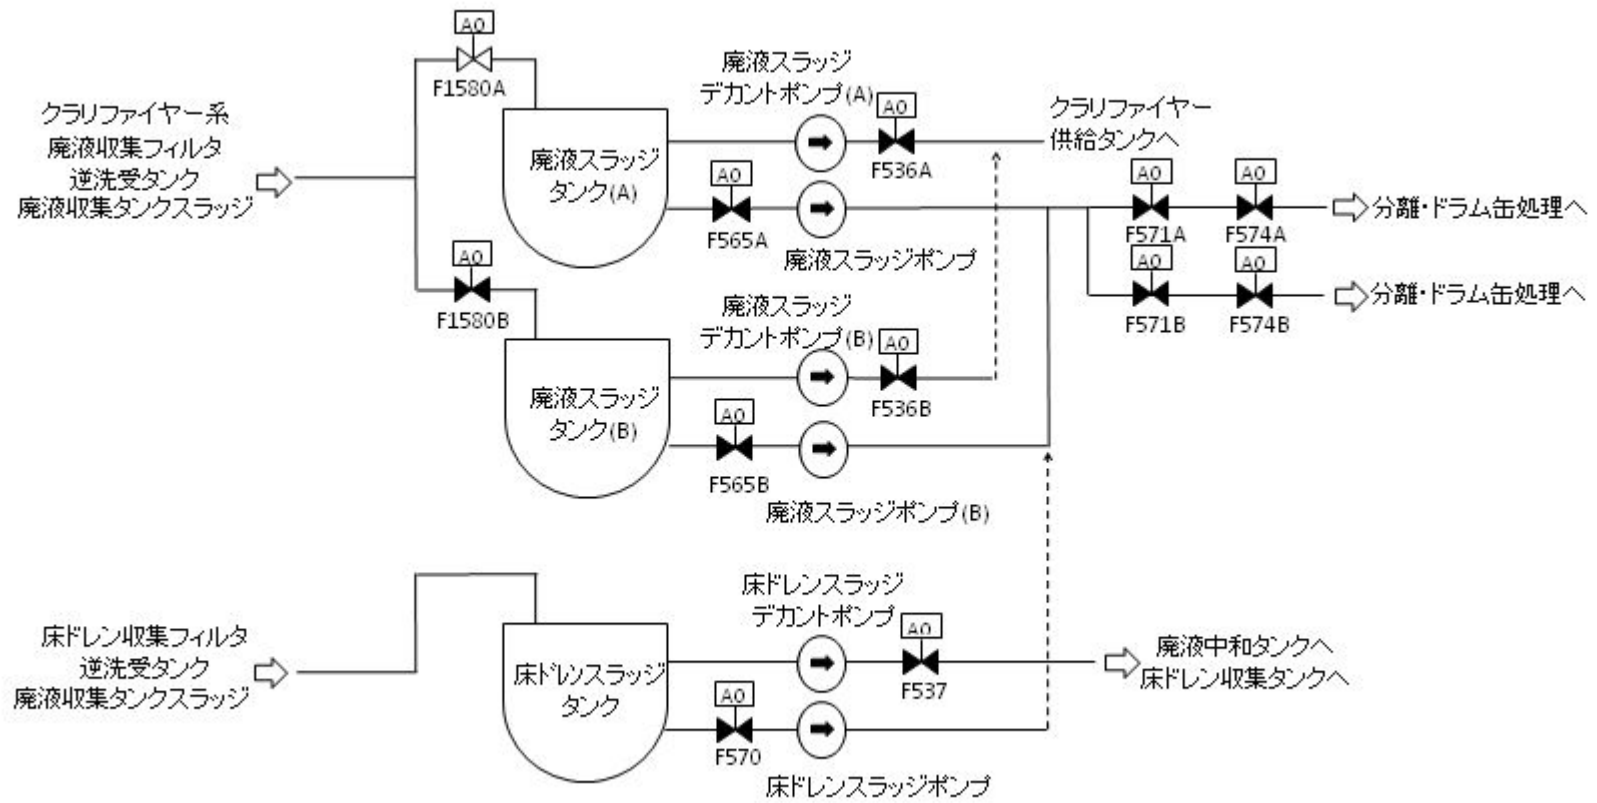 AO
F1580A
クラリファイヤー系
廃液収集フィルタ
逆洗受タンク
廃液収集タンクスラッジ
廃液スラッジ
タンク(A)
廃液スラッジ
デカントポンプ(A)
AO
F536A
クラリファイヤー
供給タンクへ
AO
F565A
廃液スラッジポンプ
AO
F571A
AO
F574A
分離・ドラム缶処理へ
AO
F571B
AO
F574B
分離・ドラム缶処理へ
AO
F1580B
廃液スラッジ
タンク(B)
廃液スラッジ
デカントポンプ(B)
AO
F536B
AO
F565B
廃液スラッジポンプ(B)
床ドレン収集フィルタ
逆洗受タンク
廃液収集タンクスラッジ
床ドレンスラッジ
タンク
床ドレンスラッジ
デカントポンプ
AO
F537
廃液中和タンクへ
床ドレン収集タンクへ
AO
F570
床ドレンスラッジポンプ